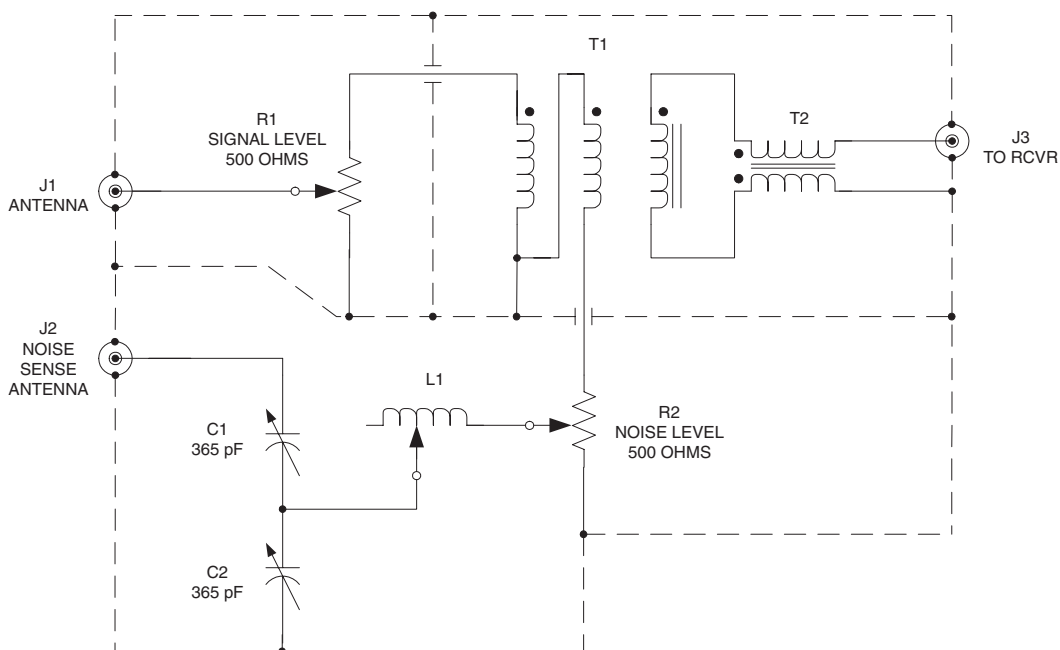 T1
R1
SIGNAL LEVEL
500 OHMS
T2
J3
TO RCVR
J1
ANTENNA
J2
NOISE
SENSE
ANTENNA
L1
C1
365 pF
R2
NOISE LEVEL
500 OHMS
C2
365 pF